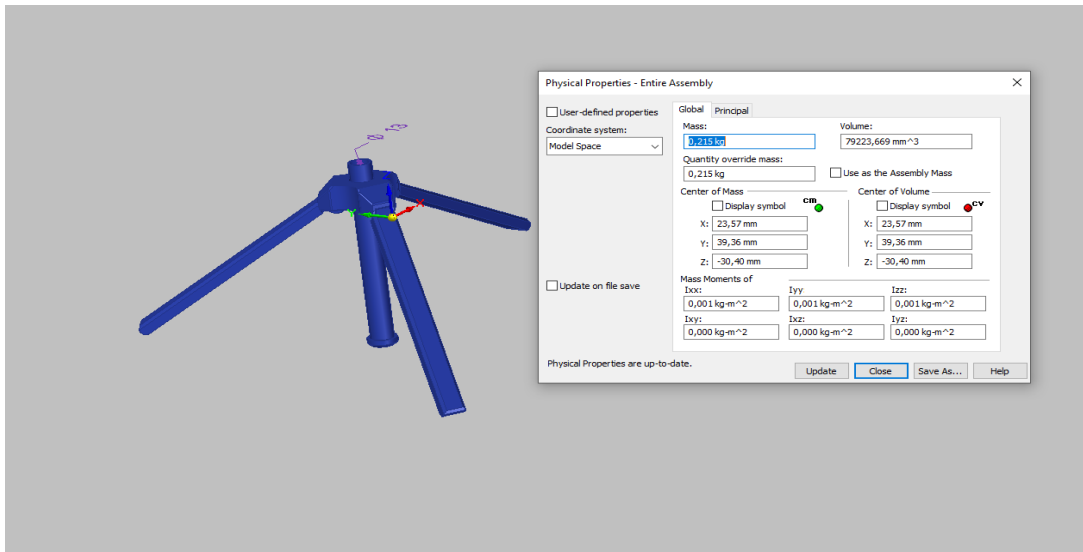 Physical Properties - Entire Assembly
User-defined properties
Coordinate system:
Model Space
Update on file save
Physical Properties are up-to-date.
Global Principal
Mass: Volume:
0,215 kg 79223,669 mm^3
Quantity override mass:
0,215 kg Use as the Assembly Mass
Center of Mass Center of Volume
Display symbol cm Display symbol cv
X: 23,57 mm X: 23,57 mm
Y: 39,36 mm Y: 39,36 mm
Z: -30,40 mm Z: -30,40 mm
Mass Moments of
Ixx: Iyy Izz:
0,001 kg-m^2 0,001 kg-m^2 0,001 kg-m^2
Ixy: Ixz: Iyz:
0,000 kg-m^2 0,000 kg-m^2 0,000 kg-m^2
Update Close Save As... Help
Z
X
Y